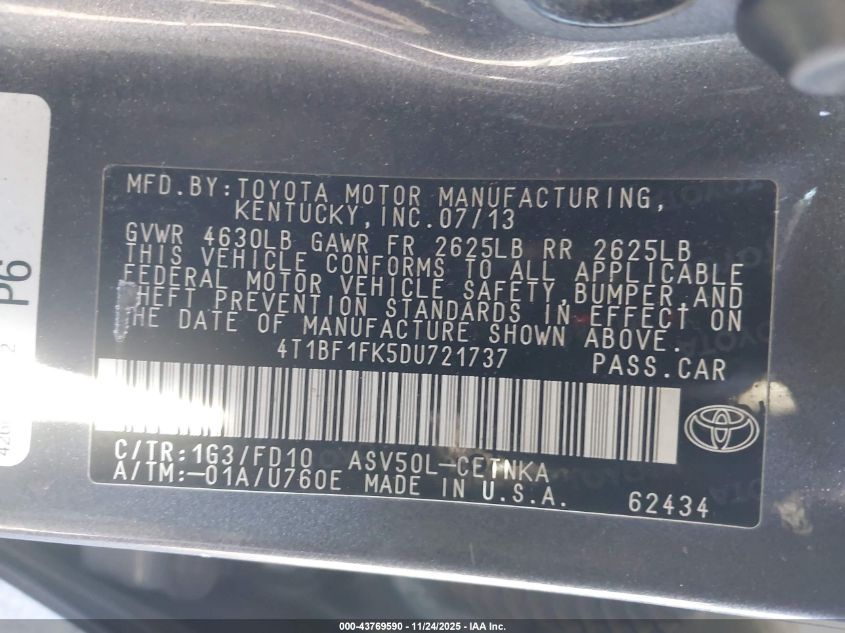 MFD.BY:TOYOTA MOTOR MANUFACTURING,
KENTUCKY,INC.07/13
GVWR 4630LB GAWR FR 2625LB RR 2625LB
THIS VEHICLE CONFORMS TO ALL APPLICABLE
FEDERAL MOTOR VEHICLE SAFETY,BUMPER,AND
THEFT PREVENTION STANDARDS IN EFFECT ON
THE DATE OF MANUFACTURE SHOWN ABOVE.
4T1BF1FK5DU721737 PASS.CAR
C/TR:1G3/FD10 ASV50L-CETNKA
A/TM:-01A/U760E MADE IN U.S.A. 62434
P6
2
000-43769590 - 11/24/2025 - IAA Inc.